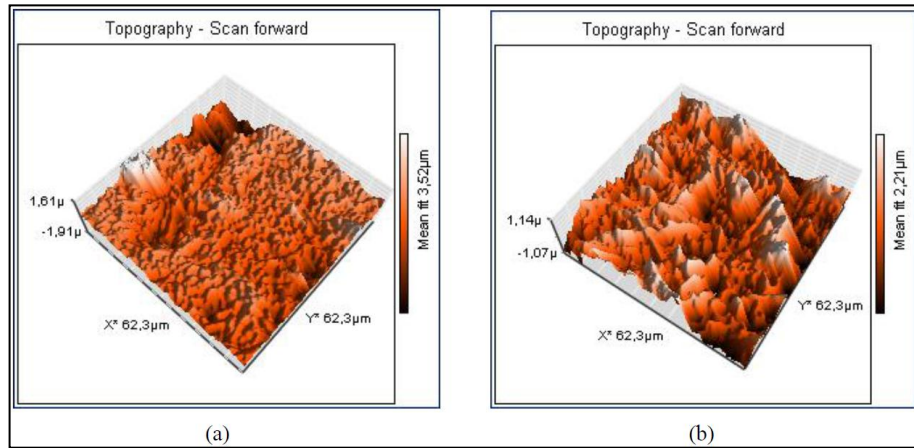 Topography - Scan forward
1,61µ
-1,91µ
X* 62,3µm
Y* 62,3µm
Mean fit 3,52µm
(a)
Topography - Scan forward
1,14µ
-1,07µ
X* 62,3µm
Y* 62,3µm
Mean fit 2,21µm
(b)